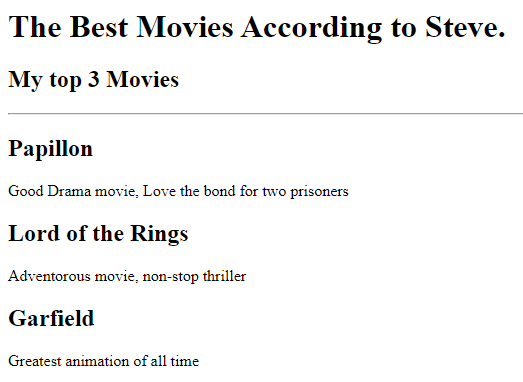 The Best Movies According to Steve.
My top 3 Movies
Papillon
Good Drama movie, Love the bond for two prisoners
Lord of the Rings
Adventorous movie, non-stop thriller
Garfield
Greatest animation of all time